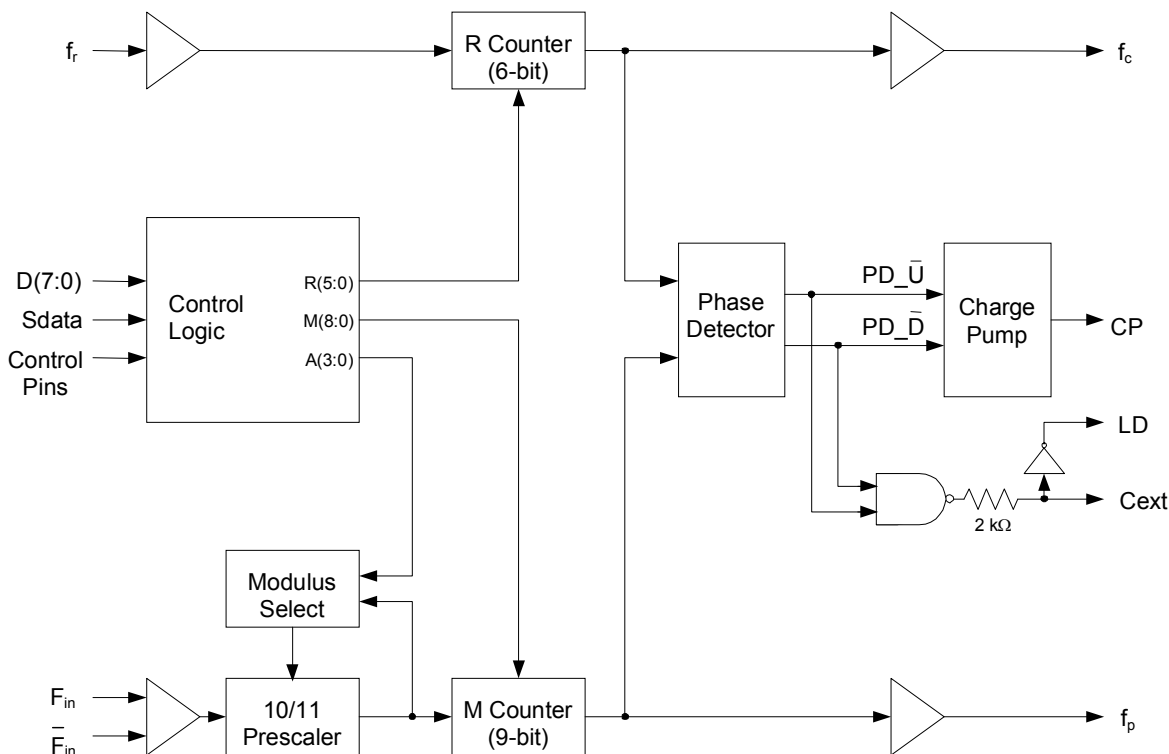 fr
R Counter
(6-bit)
fc
D(7:0)
Sdata
Control
Pins
Control
Logic
R(5:0)
M(8:0)
A(3:0)
Phase
Detector
PD_Ū
PD_D̄
Charge
Pump
CP
LD
Cext
2 kΩ
Modulus
Select
Fin
F̄in
10/11
Prescaler
M Counter
(9-bit)
fp